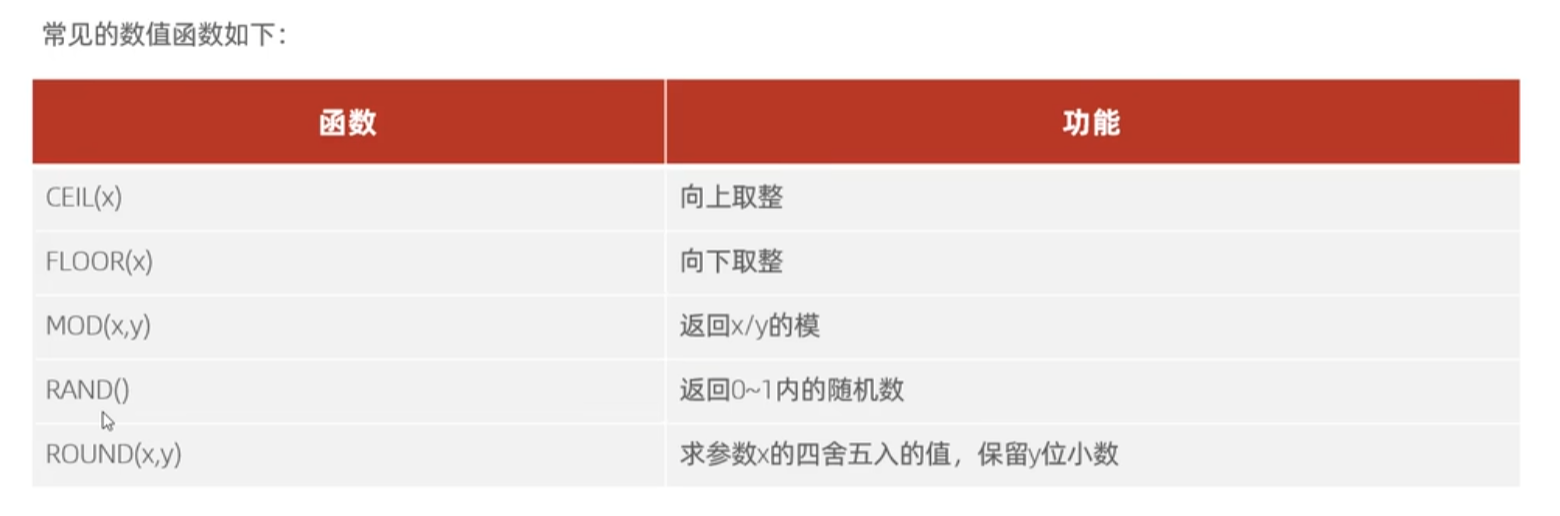 常见的数值函数如下：
函数 功能
CEIL(x) 向上取整
FLOOR(x) 向下取整
MOD(x,y) 返回x/y的模
RAND() 返回0~1内的随机数
ROUND(x,y) 求参数x的四舍五入的值，保留y位小数